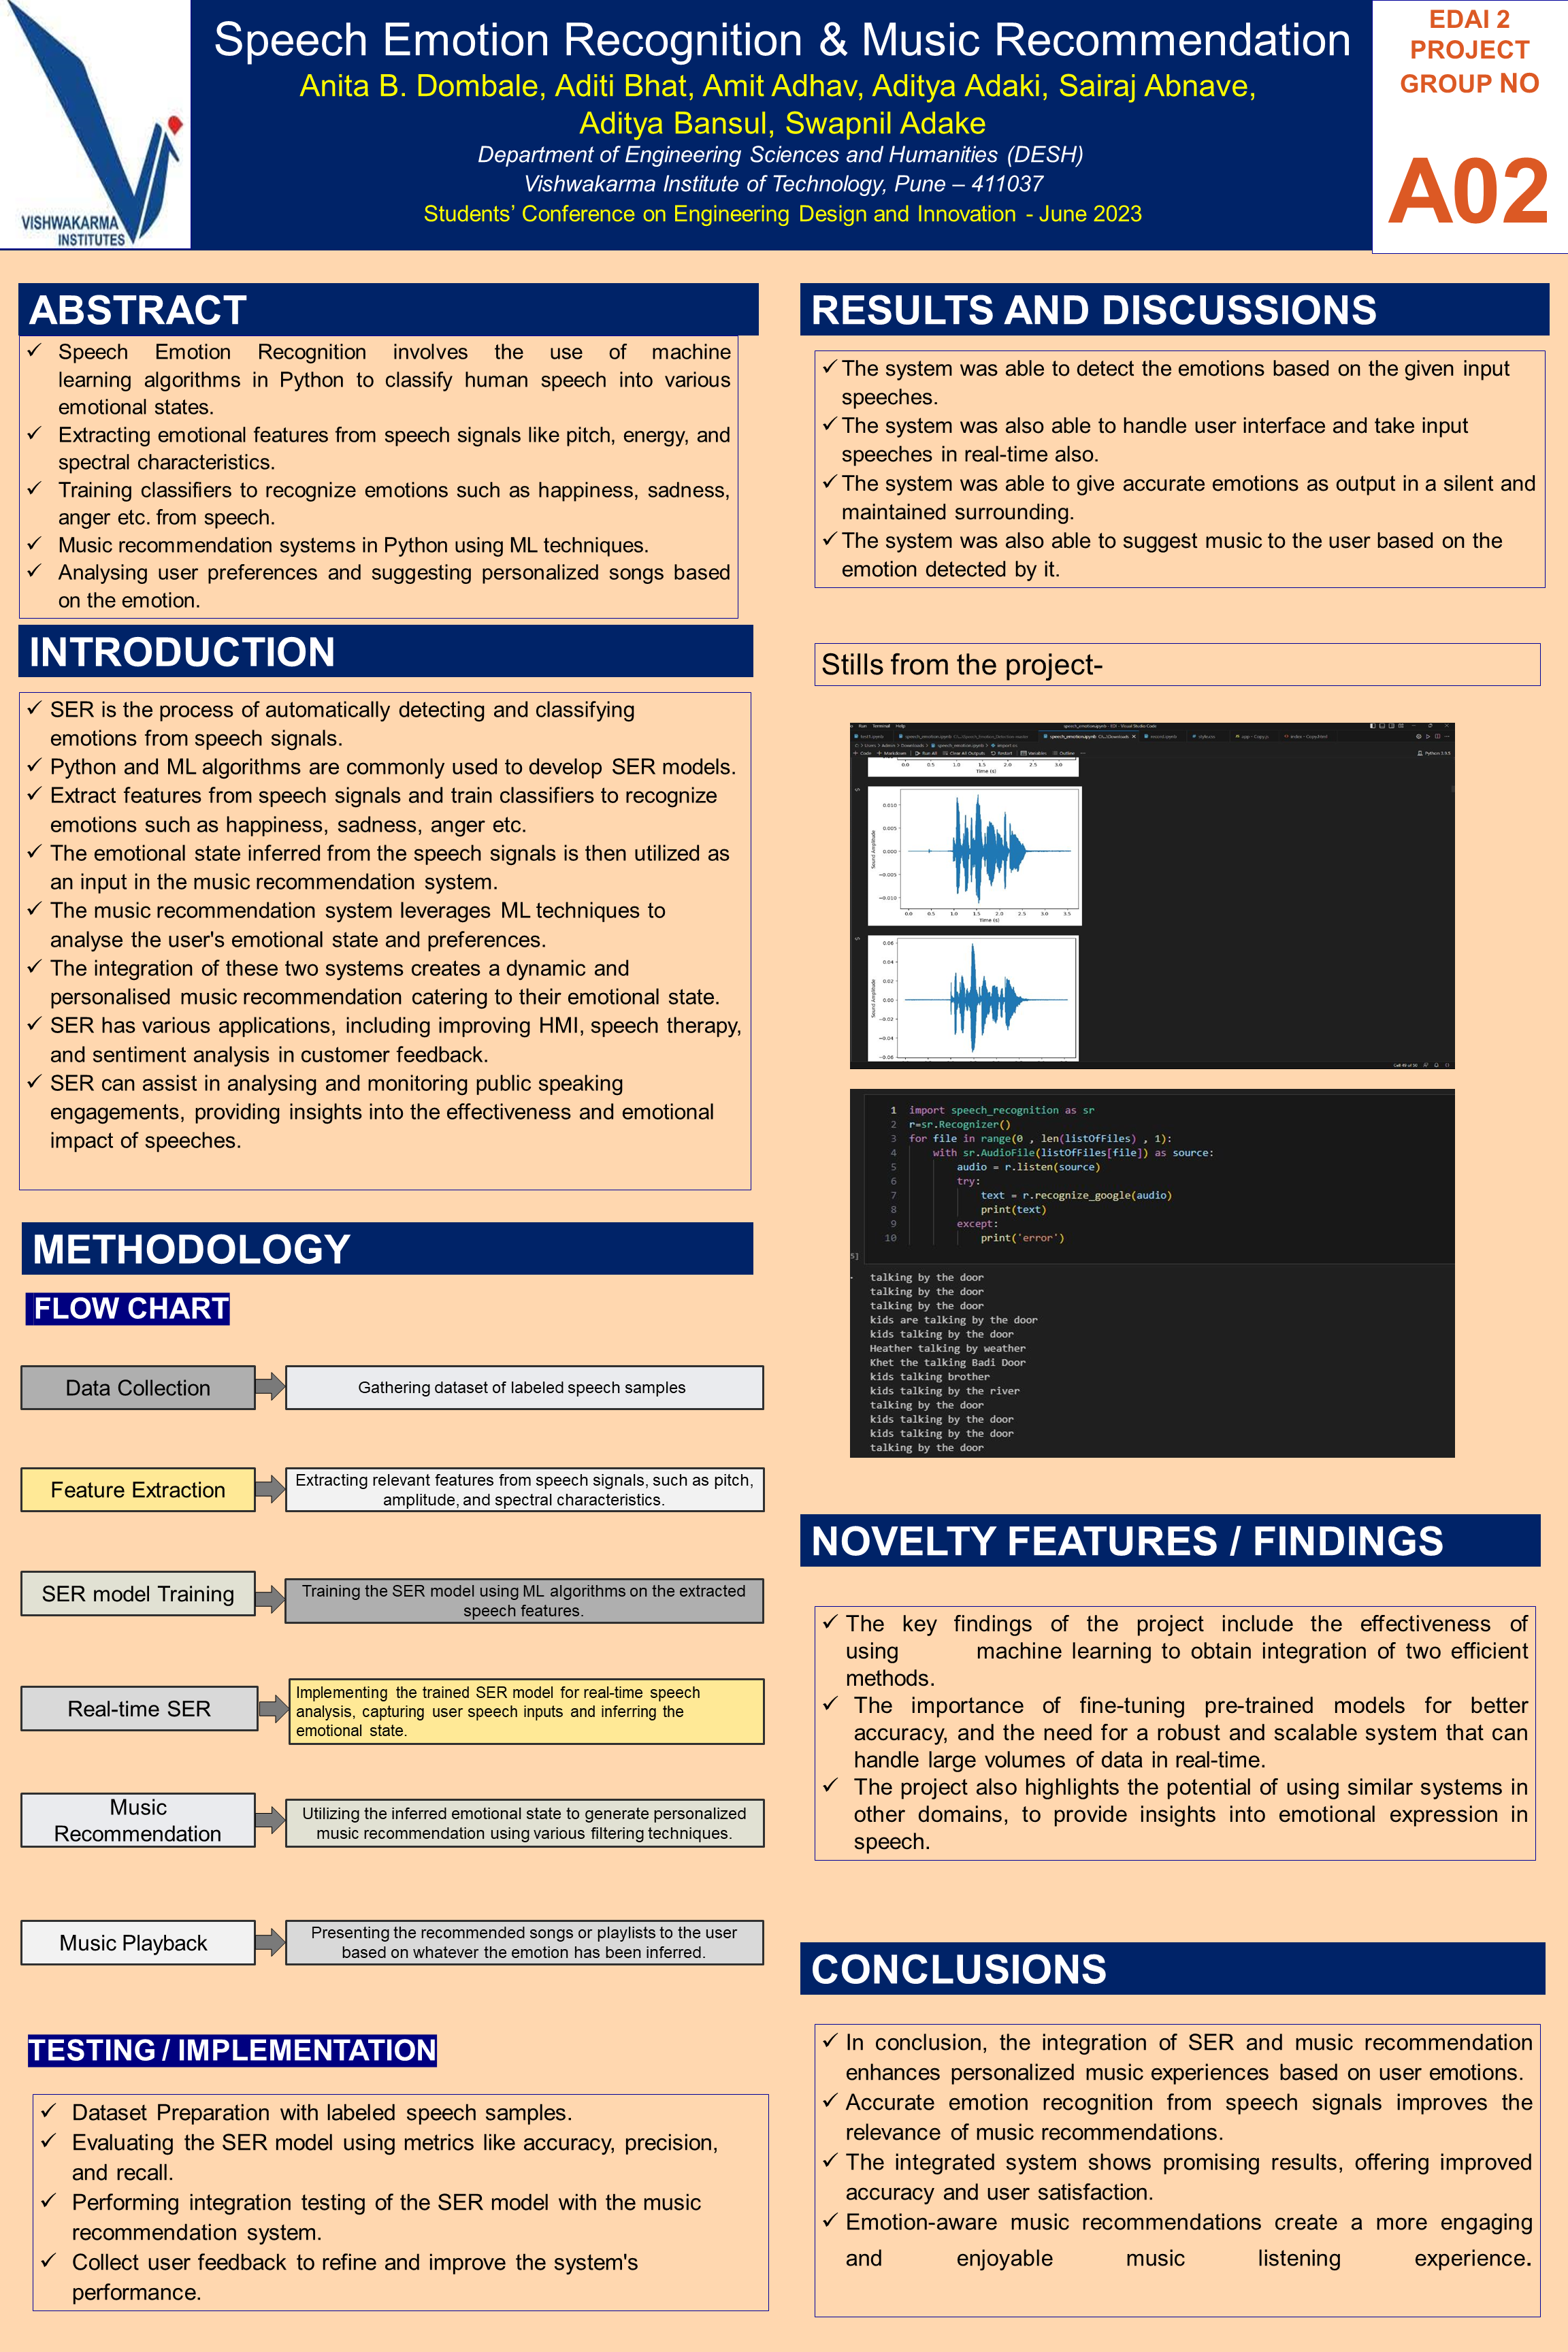 VISHWAKARMA
INSTITUTES
Speech Emotion Recognition & Music Recommendation
Anita B. Dombale, Aditi Bhat, Amit Adhav, Aditya Adaki, Sairaj Abnave,
Aditya Bansul, Swapnil Adake
Department of Engineering Sciences and Humanities (DESH)
Vishwakarma Institute of Technology, Pune – 411037
Students’ Conference on Engineering Design and Innovation - June 2023
EDAI 2
PROJECT
GROUP NO
A02
ABSTRACT
✓ Speech Emotion Recognition involves the use of machine
learning algorithms in Python to classify human speech into various
emotional states.
✓ Extracting emotional features from speech signals like pitch, energy, and
spectral characteristics.
✓ Training classifiers to recognize emotions such as happiness, sadness,
anger etc. from speech.
✓ Music recommendation systems in Python using ML techniques.
✓ Analysing user preferences and suggesting personalized songs based
on the emotion.
INTRODUCTION
✓ SER is the process of automatically detecting and classifying
emotions from speech signals.
✓ Python and ML algorithms are commonly used to develop SER models.
✓ Extract features from speech signals and train classifiers to recognize
emotions such as happiness, sadness, anger etc.
✓ The emotional state inferred from the speech signals is then utilized as
an input in the music recommendation system.
✓ The music recommendation system leverages ML techniques to
analyse the user's emotional state and preferences.
✓ The integration of these two systems creates a dynamic and
personalised music recommendation catering to their emotional state.
✓ SER has various applications, including improving HMI, speech therapy,
and sentiment analysis in customer feedback.
✓ SER can assist in analysing and monitoring public speaking
engagements, providing insights into the effectiveness and emotional
impact of speeches.
METHODOLOGY
FLOW CHART
Data Collection
Gathering dataset of labeled speech samples
Feature Extraction
Extracting relevant features from speech signals, such as pitch,
amplitude, and spectral characteristics.
SER model Training
Training the SER model using ML algorithms on the extracted
speech features.
Real-time SER
Implementing the trained SER model for real-time speech
analysis, capturing user speech inputs and inferring the
emotional state.
Music
Recommendation
Utilizing the inferred emotional state to generate personalized
music recommendation using various filtering techniques.
Music Playback
Presenting the recommended songs or playlists to the user
based on whatever the emotion has been inferred.
TESTING / IMPLEMENTATION
✓ Dataset Preparation with labeled speech samples.
✓ Evaluating the SER model using metrics like accuracy, precision,
and recall.
✓ Performing integration testing of the SER model with the music
recommendation system.
✓ Collect user feedback to refine and improve the system's
performance.
RESULTS AND DISCUSSIONS
✓ The system was able to detect the emotions based on the given input
speeches.
✓ The system was also able to handle user interface and take input
speeches in real-time also.
✓ The system was able to give accurate emotions as output in a silent and
maintained surrounding.
✓ The system was also able to suggest music to the user based on the
emotion detected by it.
Stills from the project-
Run Terminal Help
speech_emotion.ipynb - EDI - Visual Studio Code
+ Code + Markdown Run All Clear All Outputs Restart Variables Outline
0.0 0.5 1.0 1.5 2.0 2.5 3.0
Time (s)
0.010
0.005
0.000
−0.005
−0.010
Sound Amplitude
0.0 0.5 1.0 1.5 2.0 2.5 3.0 3.5
Time (s)
0.06
0.04
0.02
0.00
−0.02
−0.04
−0.06
Sound Amplitude
1 import speech_recognition as sr
2 r=sr.Recognizer()
3 for file in range(0 , len(listOfFiles) , 1):
4 with sr.AudioFile(listOfFiles[file]) as source:
5 audio = r.listen(source)
6 try:
7 text = r.recognize_google(audio)
8 print(text)
9 except:
10 print('error')
talking by the door
talking by the door
talking by the door
kids are talking by the door
kids talking by the door
Heather talking by weather
Khet the talking Badi Door
kids talking brother
kids talking by the river
talking by the door
kids talking by the door
kids talking by the door
talking by the door
NOVELTY FEATURES / FINDINGS
✓ The key findings of the project include the effectiveness of
using machine learning to obtain integration of two efficient
methods.
✓ The importance of fine-tuning pre-trained models for better
accuracy, and the need for a robust and scalable system that can
handle large volumes of data in real-time.
✓ The project also highlights the potential of using similar systems in
other domains, to provide insights into emotional expression in
speech.
CONCLUSIONS
✓ In conclusion, the integration of SER and music recommendation
enhances personalized music experiences based on user emotions.
✓ Accurate emotion recognition from speech signals improves the
relevance of music recommendations.
✓ The integrated system shows promising results, offering improved
accuracy and user satisfaction.
✓ Emotion-aware music recommendations create a more engaging
and enjoyable music listening experience.